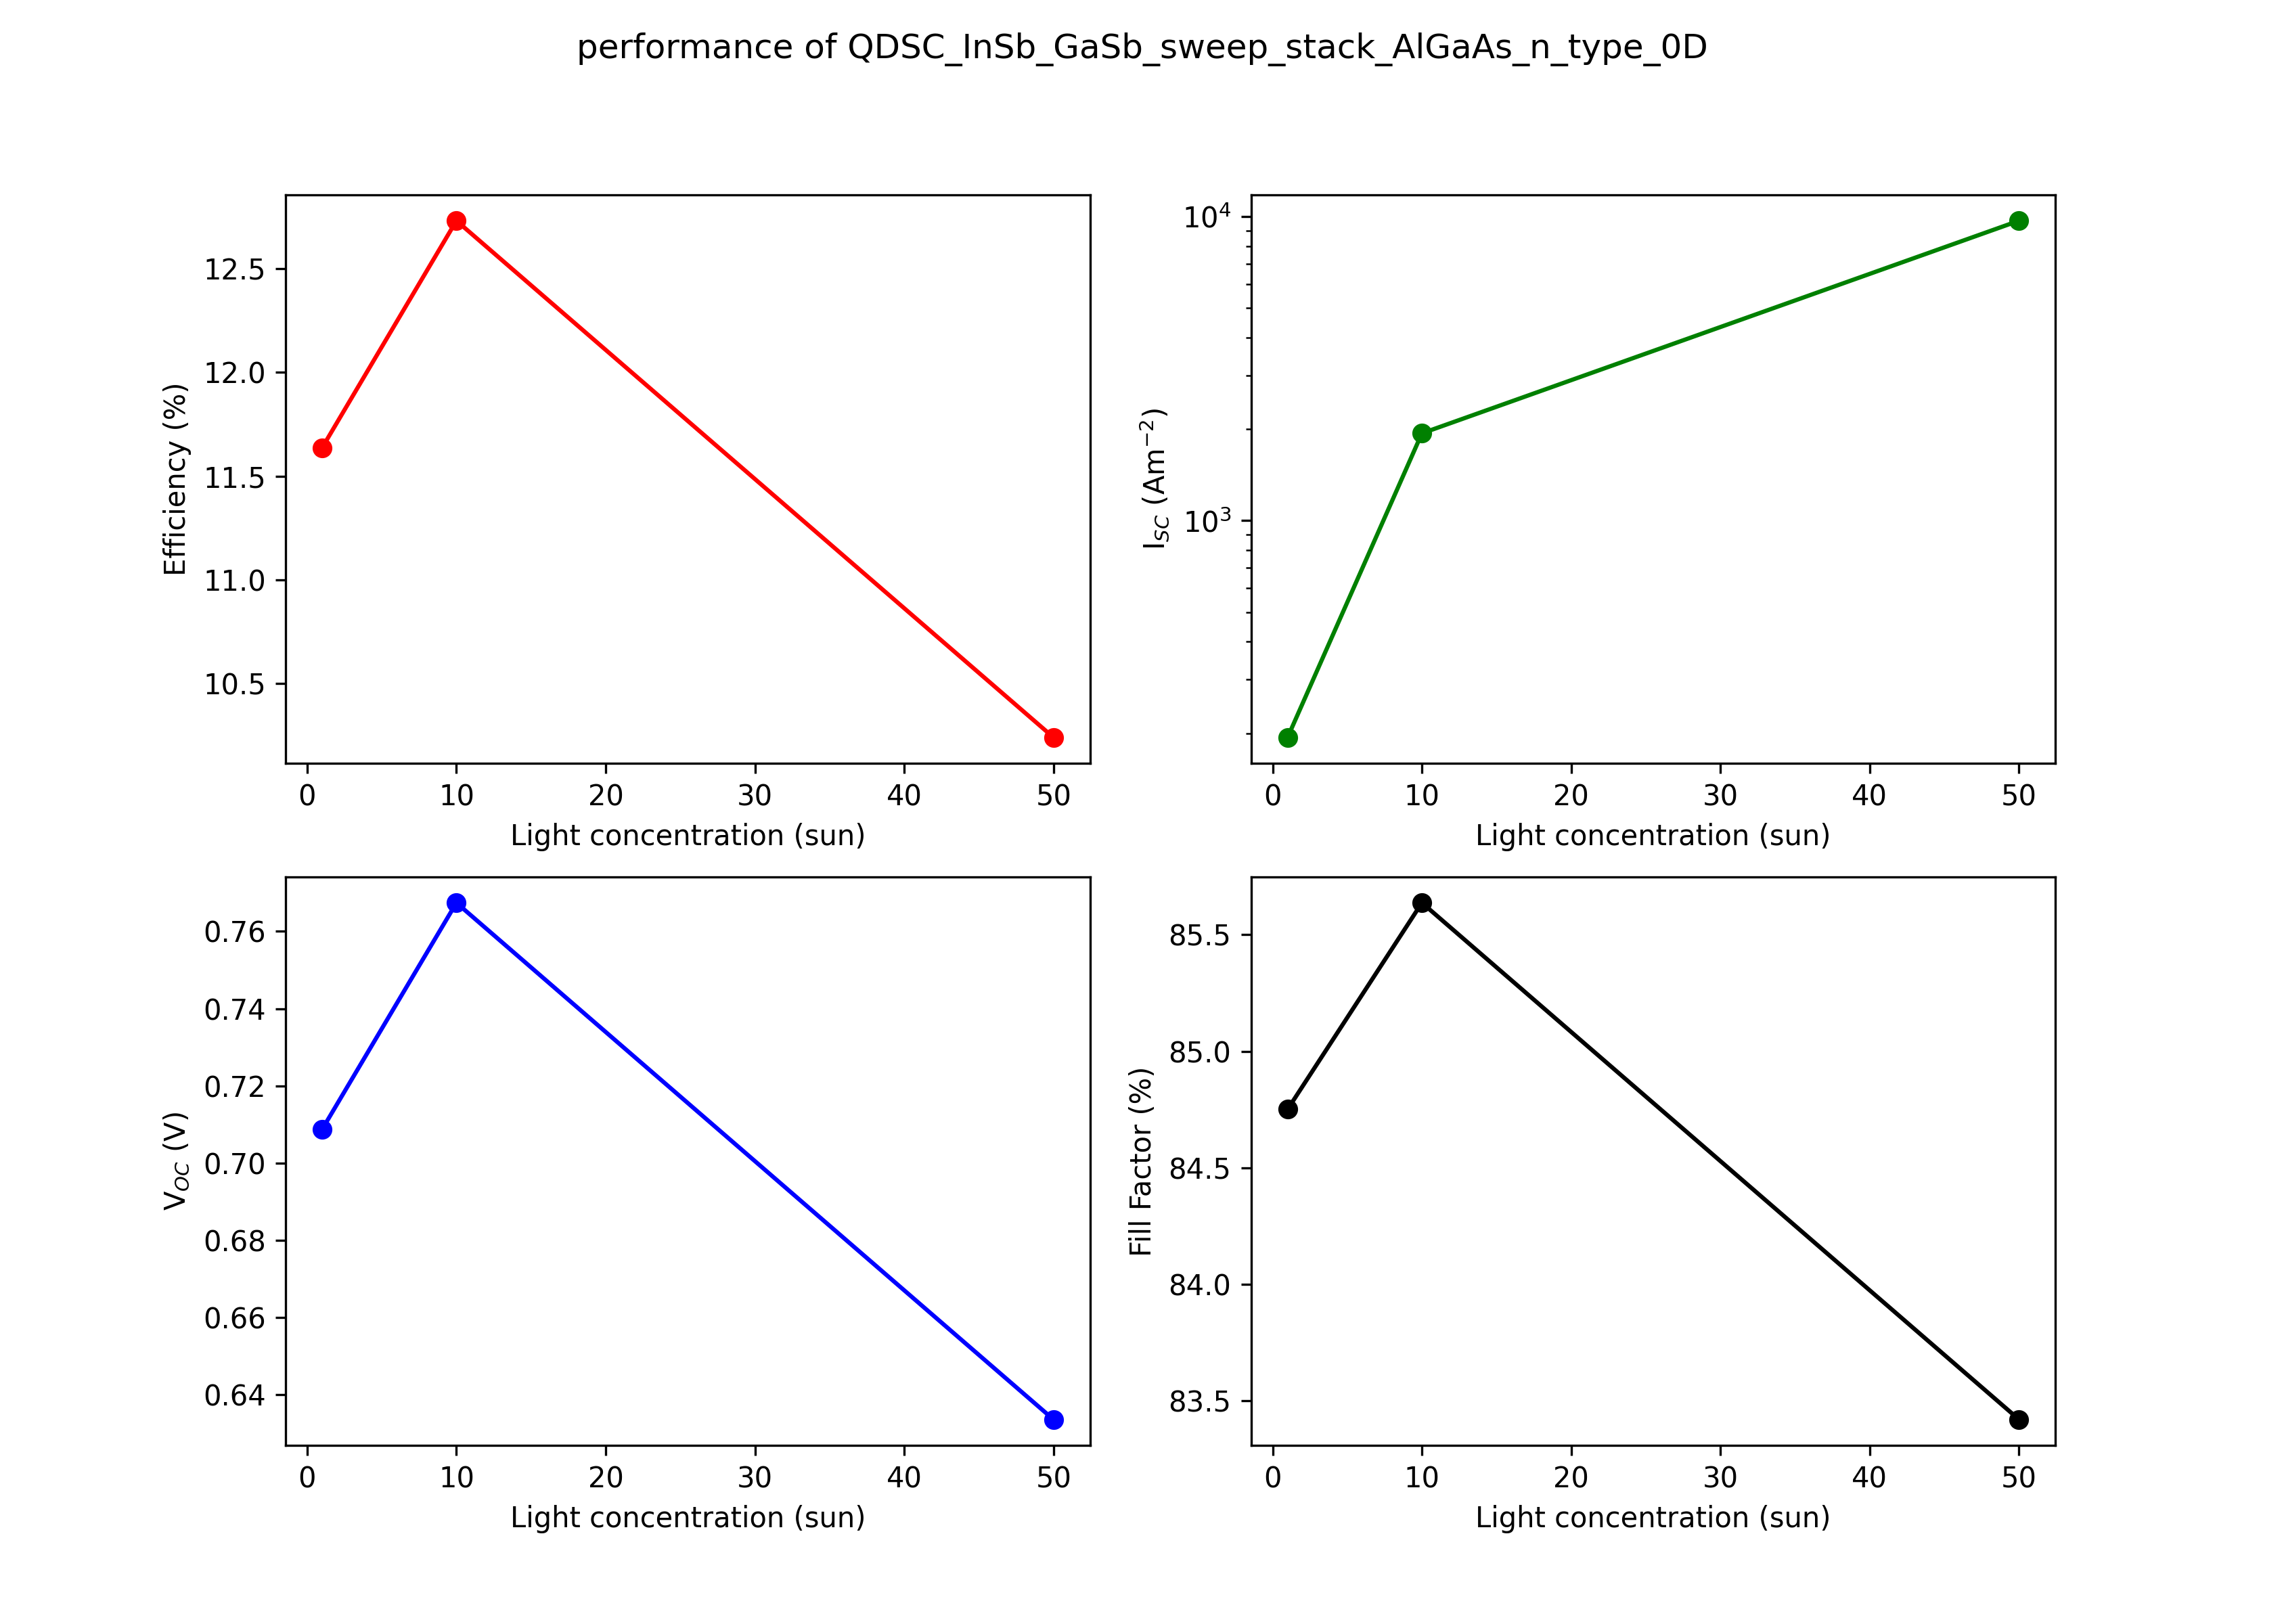 performance of QDSC_InSb_GaSb_sweep_stack_AlGaAs_n_type_0D
Efficiency (%)
12.5
12.0
11.5
11.0
10.5
0 10 20 30 40 50
Light concentration (sun)
I_SC (Am⁻²)
10⁴
10³
0 10 20 30 40 50
Light concentration (sun)
V_OC (V)
0.76
0.74
0.72
0.70
0.68
0.66
0.64
0 10 20 30 40 50
Light concentration (sun)
Fill Factor (%)
85.5
85.0
84.5
84.0
83.5
0 10 20 30 40 50
Light concentration (sun)